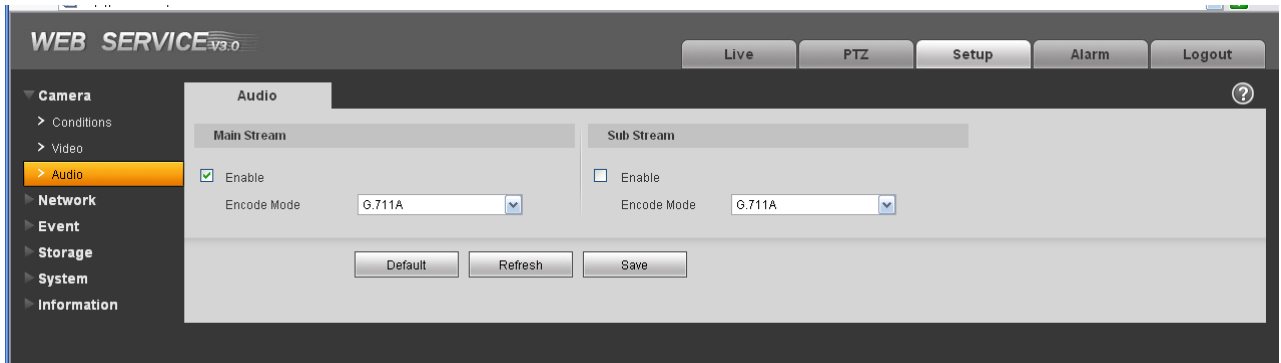 WEB SERVICE V3.0
Live PTZ Setup Alarm Logout
Camera
> Conditions
> Video
> Audio
Network
Event
Storage
System
Information
Audio
?
Main Stream
Enable
Encode Mode G.711A
Sub Stream
Enable
Encode Mode G.711A
Default Refresh Save